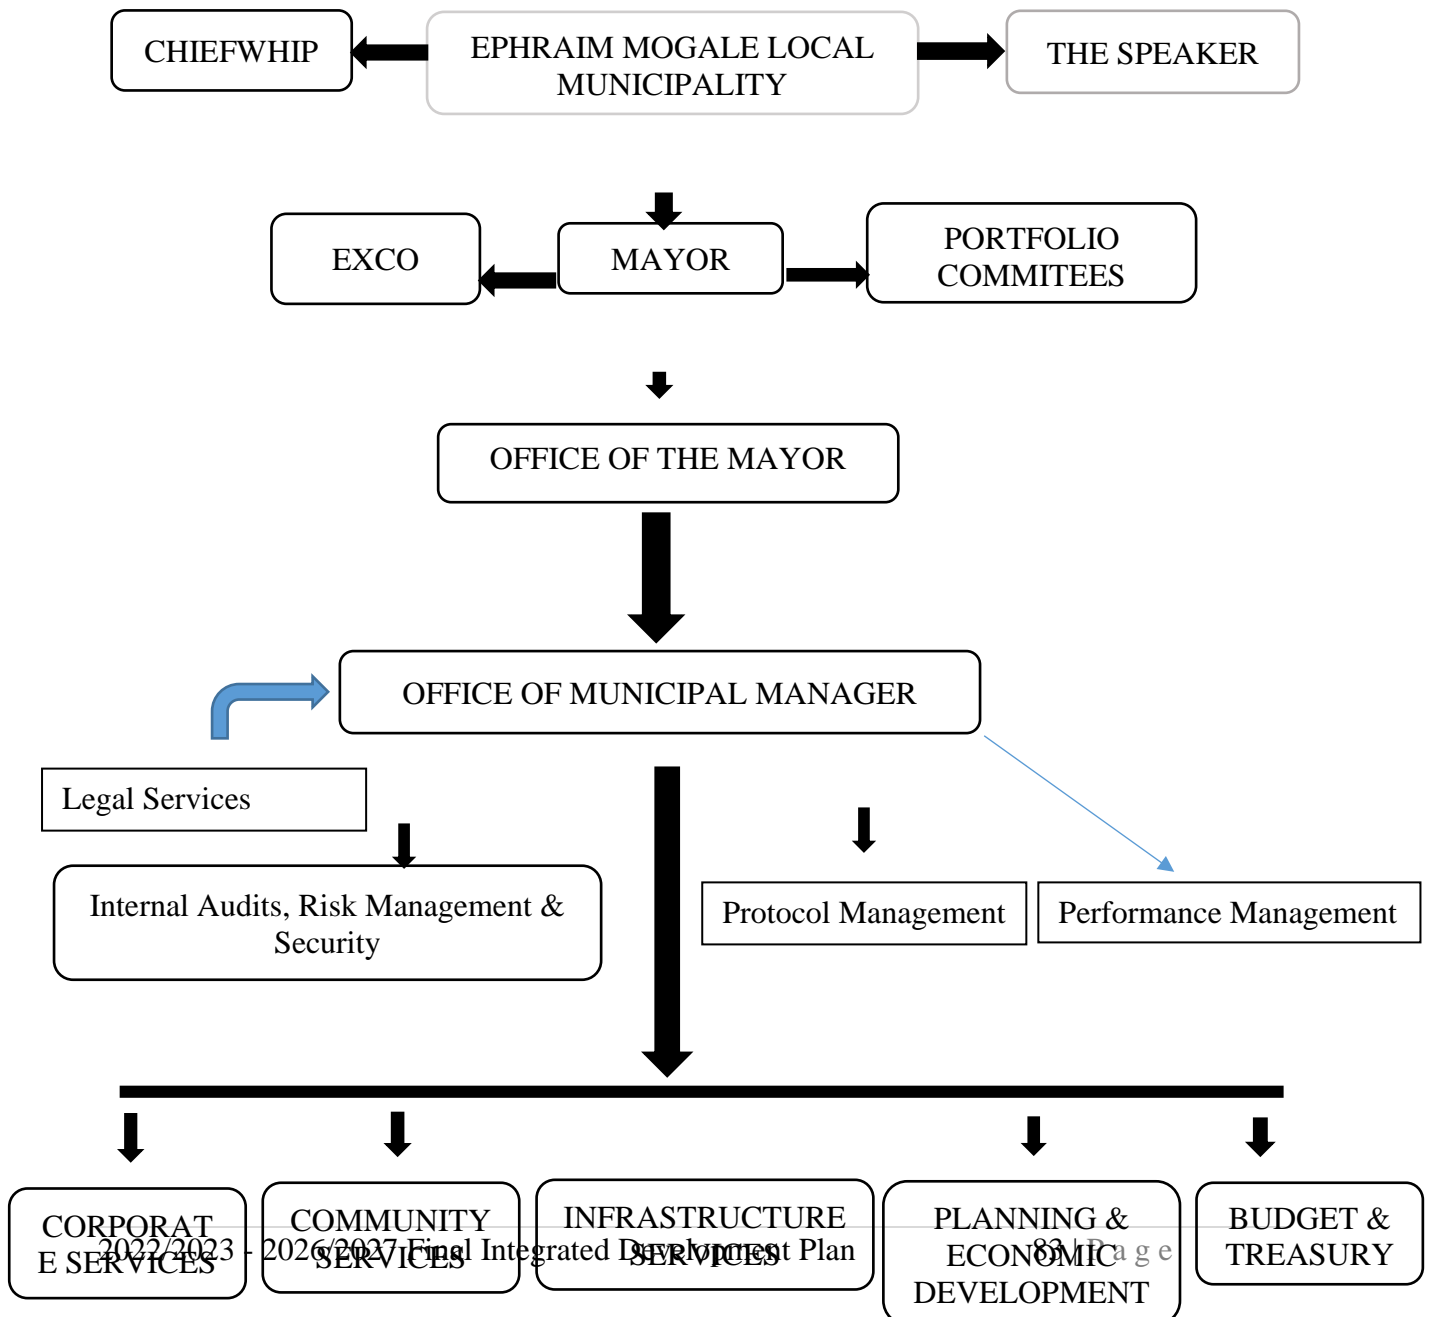 CHIEFWHIP
EPHRAIM MOGALE LOCAL
MUNICIPALITY
THE SPEAKER
EXCO
MAYOR
PORTFOLIO
COMMITEES
OFFICE OF THE MAYOR
OFFICE OF MUNICIPAL MANAGER
Legal Services
Internal Audits, Risk Management &
Security
Protocol Management
Performance Management
CORPORAT
E SERVICES
COMMUNITY
SERVICES
INFRASTRUCTURE
SERVICES
PLANNING &
ECONOMIC
DEVELOPMENT
BUDGET &
TREASURY
2022/2023 - 2026/2027 Final Integrated Development Plan
83 | P a g e